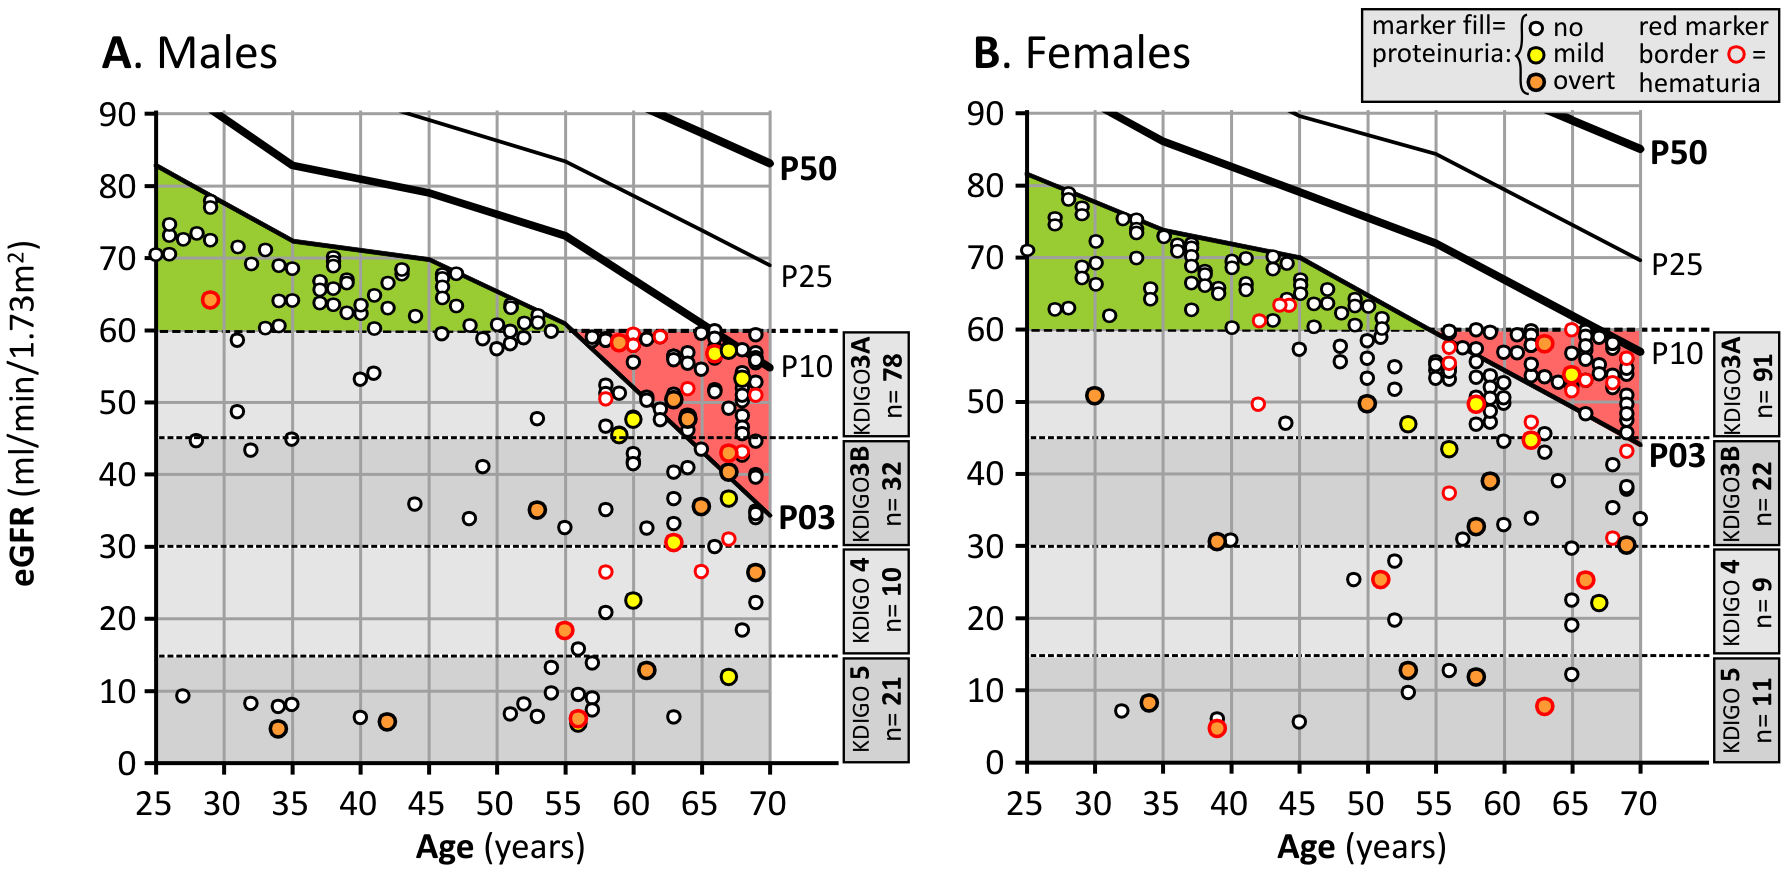 A. Males
B. Females
marker fill=
proteinuria:
no
mild
overt
red marker
border =
hematuria
eGFR (ml/min/1.73m²)
90
80
70
60
50
40
30
20
10
0
25 30 35 40 45 50 55 60 65 70
Age (years)
P50
P25
P10
P03
KDIGO3A
n= 78
KDIGO3B
n= 32
KDIGO 4
n= 10
KDIGO 5
n= 21
90
80
70
60
50
40
30
20
10
0
25 30 35 40 45 50 55 60 65 70
Age (years)
P50
P25
P10
P03
KDIGO3A
n= 91
KDIGO3B
n= 22
KDIGO 4
n= 9
KDIGO 5
n= 11